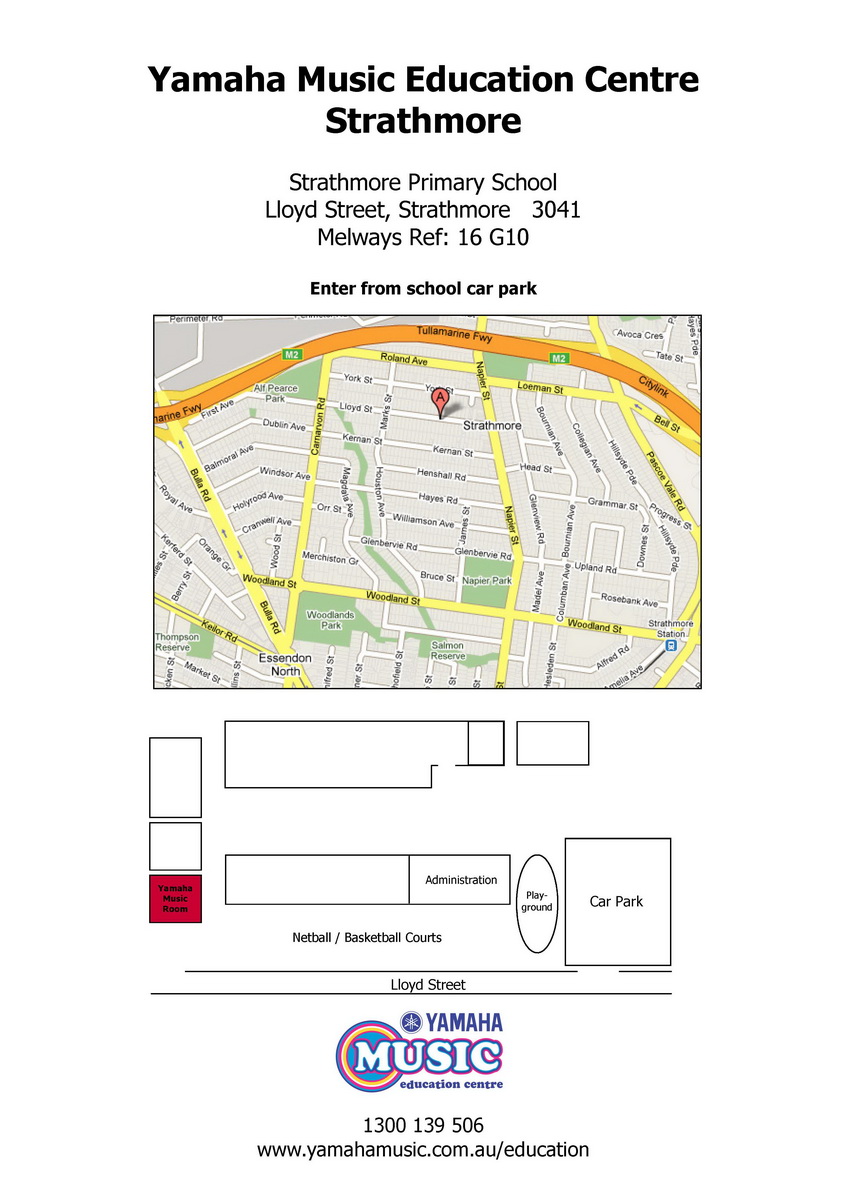 Yamaha Music Education Centre
Strathmore
Strathmore Primary School
Lloyd Street, Strathmore   3041
Melways Ref: 16 G10
Enter from school car park
Perimeter Rd
Tullamarine Fwy
Avoca Cres
Hayes Pde
Tate St
M2
M2
Roland Ave
Napier St
Loeman St
Citylink
York St
York St
Alf Pearce
Park
Marks St
A
First Ave
Lloyd St
Carnarvon Rd
Strathmore
Bell St
Dublin Ave
Kernan St
Kernan St
Bournian Ave
Collegian Ave
Hillsyde Pde
Pascoe Vale Rd
Balmoral Ave
Bulla Rd
Windsor Ave
Magdala Ave
Houston Ave
Henshall Rd
Head St
Royal Ave
Holyrood Ave
Orr St
Hayes Rd
Grammar St
Progress St
Cranwell Ave
Williamson Ave
James St
Napier St
Glenview Rd
Bournian Ave
Kerferd St
Orange Gr
Wood St
Merchiston Gr
Glenbervie Rd
Glenbervie Rd
Upland Rd
Downes St
Hillsyde Pde
Berry St
Woodland St
Bruce St
Napier Park
Madel Ave
Columban Ave
Rosebank Ave
Woodland St
Woodlands
Park
Bulla Rd
Woodland St
Strathmore
Station
Keilor Rd
Thompson
Reserve
Salmon
Reserve
Essendon
North
Market St
Alfred Rd
Amelia Ave
Yamaha
Music
Room
Administration
Play-
ground
Car Park
Netball / Basketball Courts
Lloyd Street
YAMAHA
MUSIC
education centre
1300 139 506
www.yamahamusic.com.au/education